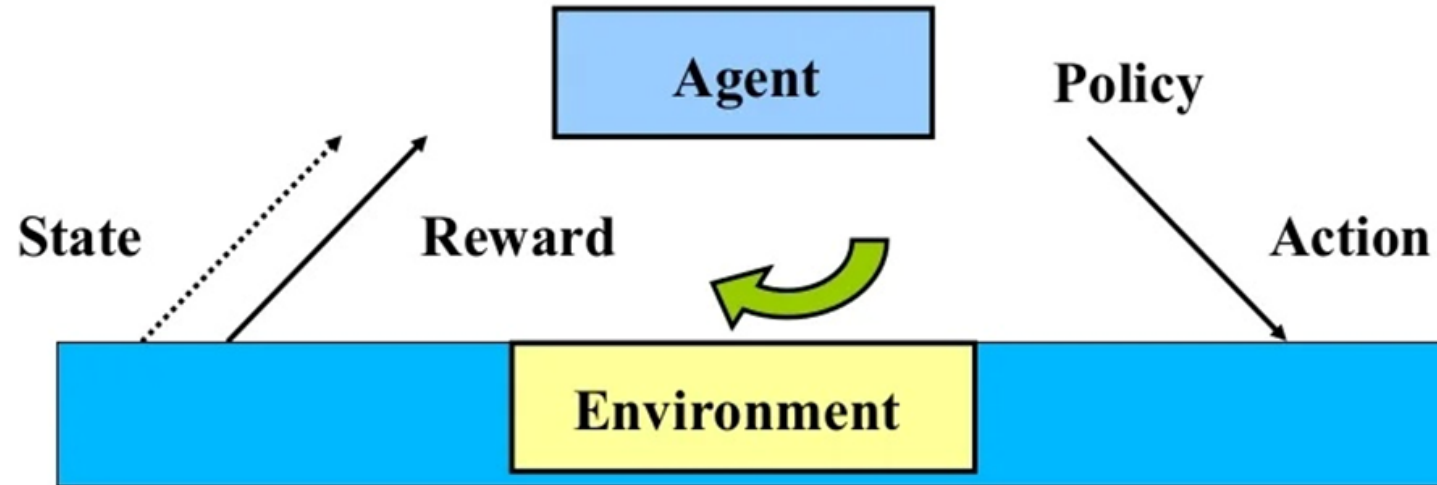 Agent
Policy
State
Reward
Action
Environment